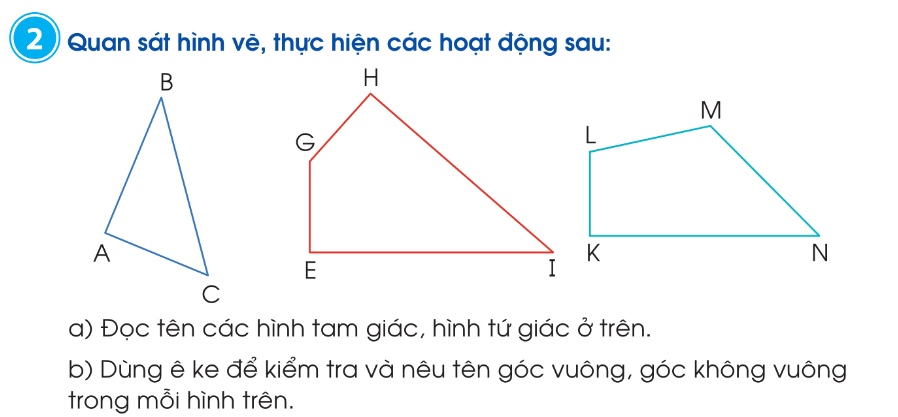 2 Quan sát hình vẽ, thực hiện các hoạt động sau:
B
H
M
L
G
A
C
E
I
K
N
a) Đọc tên các hình tam giác, hình tứ giác ở trên.
b) Dùng ê ke để kiểm tra và nêu tên góc vuông, góc không vuông
trong mỗi hình trên.